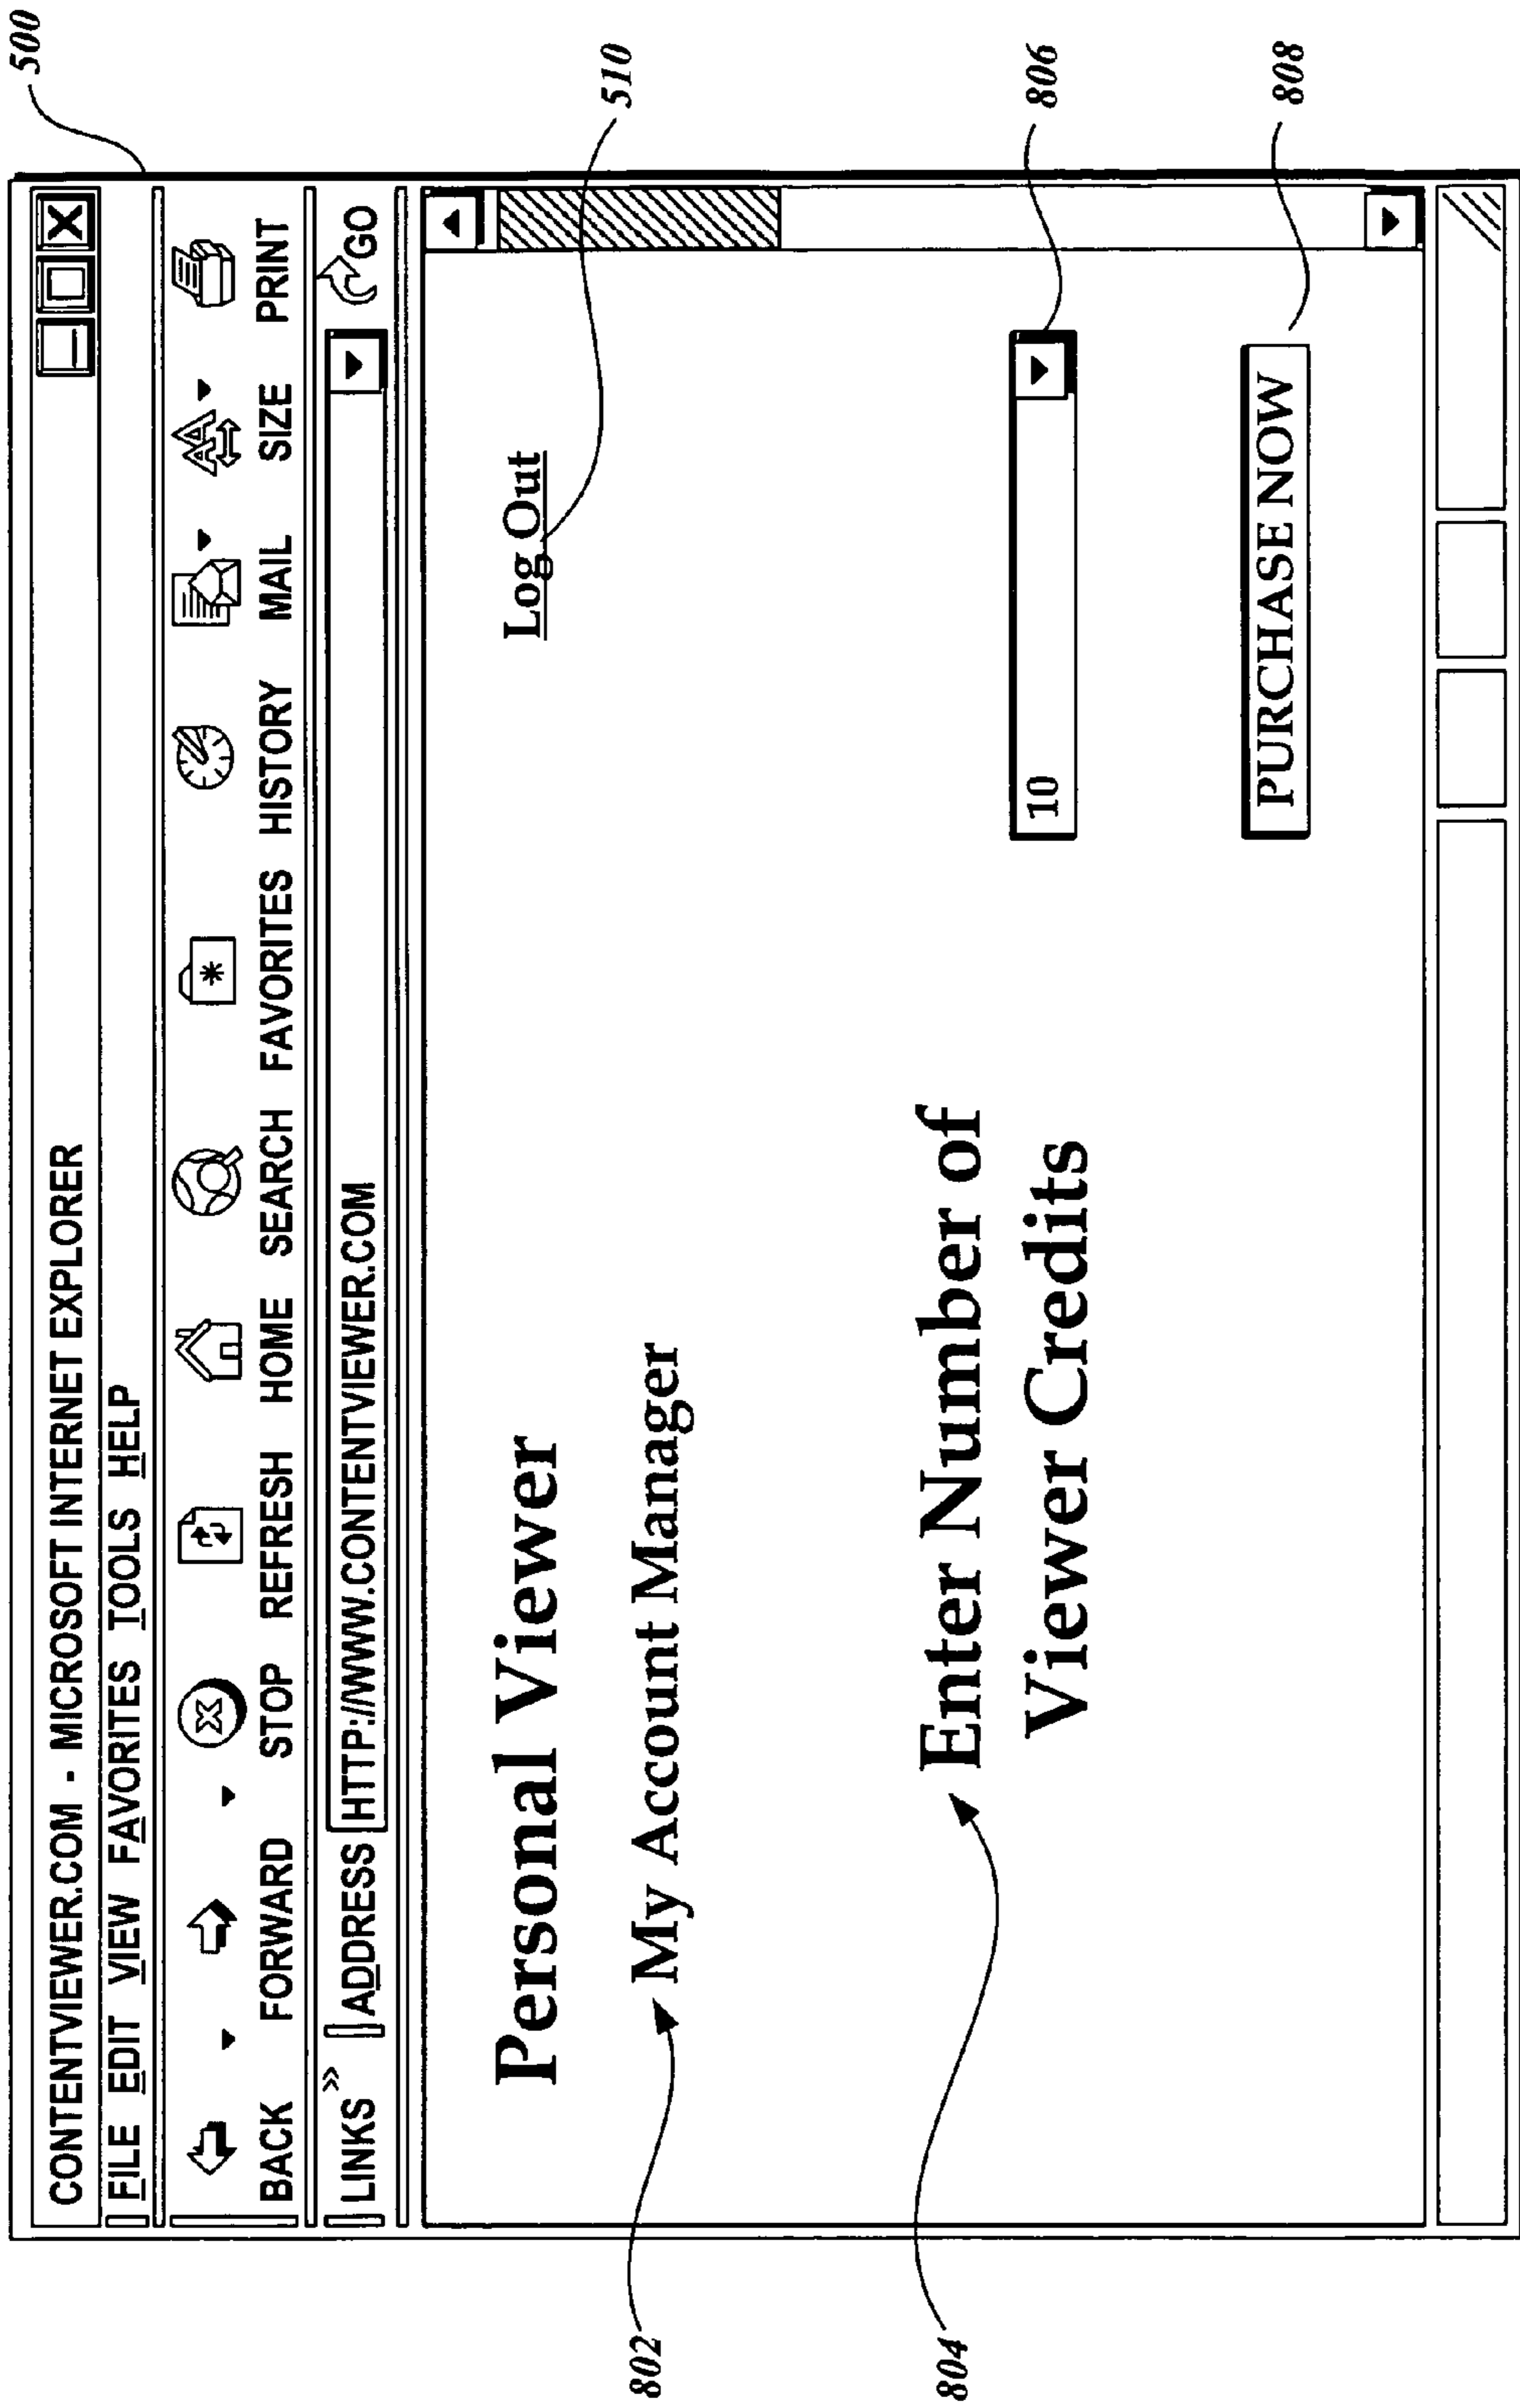 500
CONTENTVIEWER.COM - MICROSOFT INTERNET EXPLORER
FILE EDIT VIEW FAVORITES TOOLS HELP
BACK FORWARD STOP REFRESH HOME SEARCH FAVORITES HISTORY MAIL SIZE PRINT
LINKS » ADDRESS HTTP://WWW.CONTENTVIEWER.COM GO
Personal Viewer
Log Out
510
802
My Account Manager
804
Enter Number of
Viewer Credits
10
806
PURCHASE NOW
808